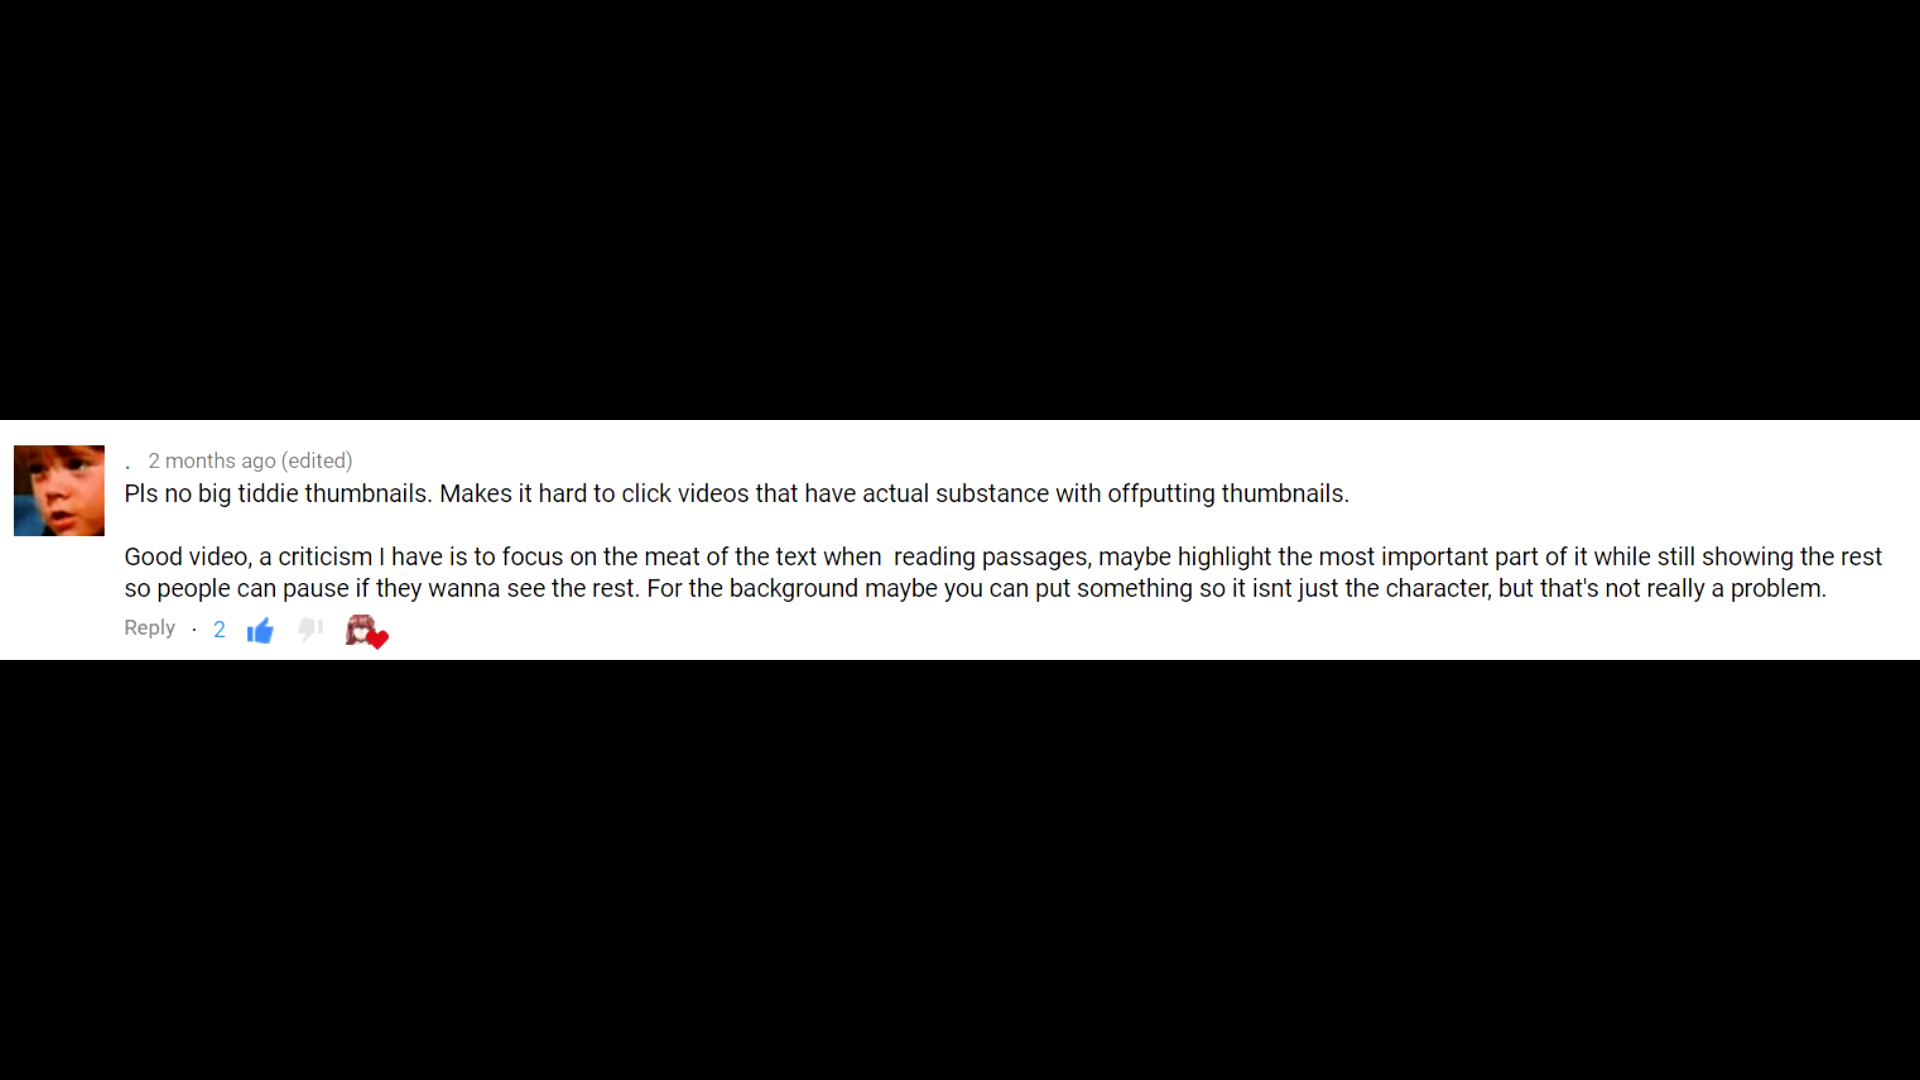 . 2 months ago (edited)
Pls no big tiddie thumbnails. Makes it hard to click videos that have actual substance with offputting thumbnails.
Good video, a criticism I have is to focus on the meat of the text when  reading passages, maybe highlight the most important part of it while still showing the rest
so people can pause if they wanna see the rest. For the background maybe you can put something so it isnt just the character, but that's not really a problem.
Reply · 2